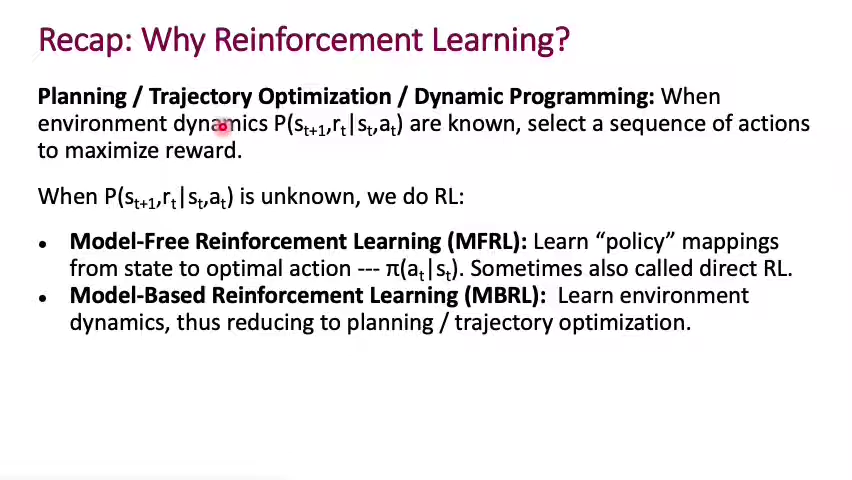 Recap: Why Reinforcement Learning?
Planning / Trajectory Optimization / Dynamic Programming: When
environment dynamics P(sₜ₊₁,rₜ|sₜ,aₜ) are known, select a sequence of actions
to maximize reward.
When P(sₜ₊₁,rₜ|sₜ,aₜ) is unknown, we do RL:
• Model-Free Reinforcement Learning (MFRL): Learn “policy” mappings
from state to optimal action --- π(aₜ|sₜ). Sometimes also called direct RL.
• Model-Based Reinforcement Learning (MBRL): Learn environment
dynamics, thus reducing to planning / trajectory optimization.